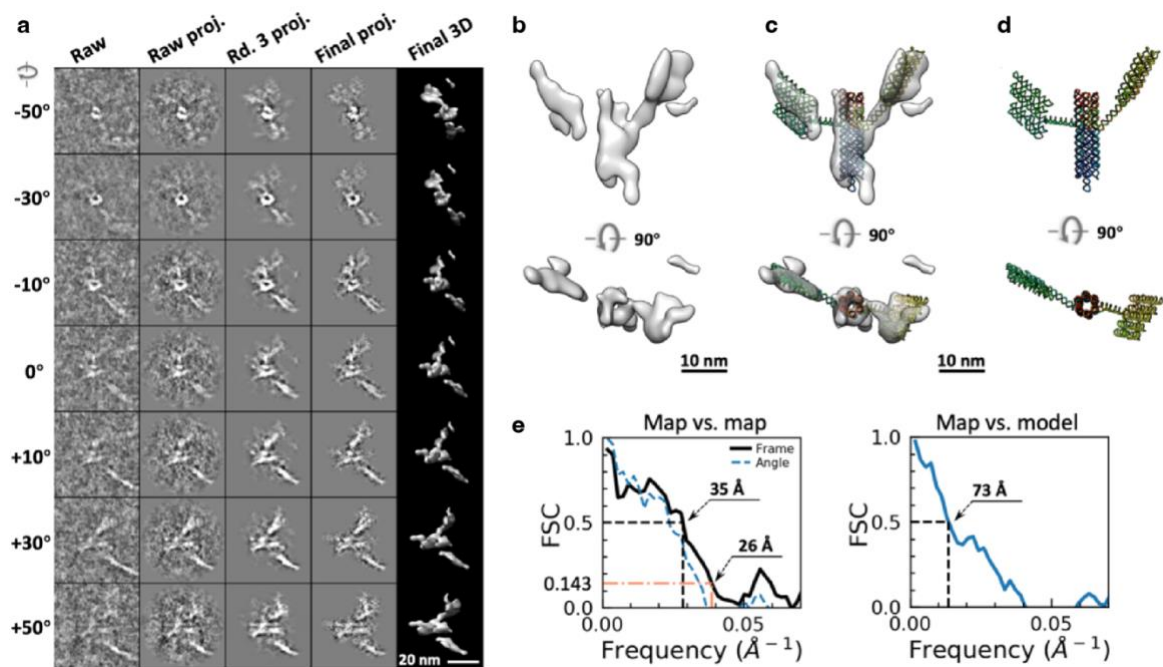 a
Raw
Raw proj.
Rd. 3 proj.
Final proj.
Final 3D
-50°
-30°
-10°
0°
+10°
+30°
+50°
20 nm
b
c
d
90°
90°
90°
10 nm
10 nm
e
Map vs. map
Frame
Angle
35 Å
26 Å
FSC
1.0
0.5
0.143
0.0
0.00
0.05
Frequency (Å⁻¹)
Map vs. model
73 Å
FSC
1.0
0.5
0.0
0.00
0.05
Frequency (Å⁻¹)